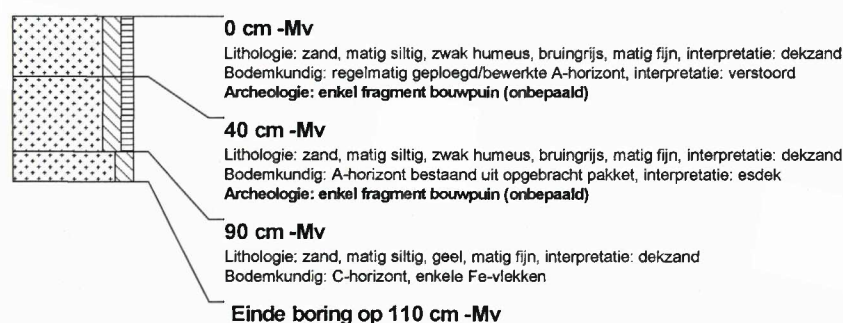 0 cm -Mv
Lithologie: zand, matig siltig, zwak humeus, bruingrijs, matig fijn, interpretatie: dekzand
Bodemkundig: regelmatig geploegd/bewerkte A-horizont, interpretatie: verstoord
Archeologie: enkel fragment bouwpuin (onbepaald)
40 cm -Mv
Lithologie: zand, matig siltig, zwak humeus, bruingrijs, matig fijn, interpretatie: dekzand
Bodemkundig: A-horizont bestaand uit opgebracht pakket, interpretatie: esdek
Archeologie: enkel fragment bouwpuin (onbepaald)
90 cm -Mv
Lithologie: zand, matig siltig, geel, matig fijn, interpretatie: dekzand
Bodemkundig: C-horizont, enkele Fe-vlekken
Einde boring op 110 cm -Mv